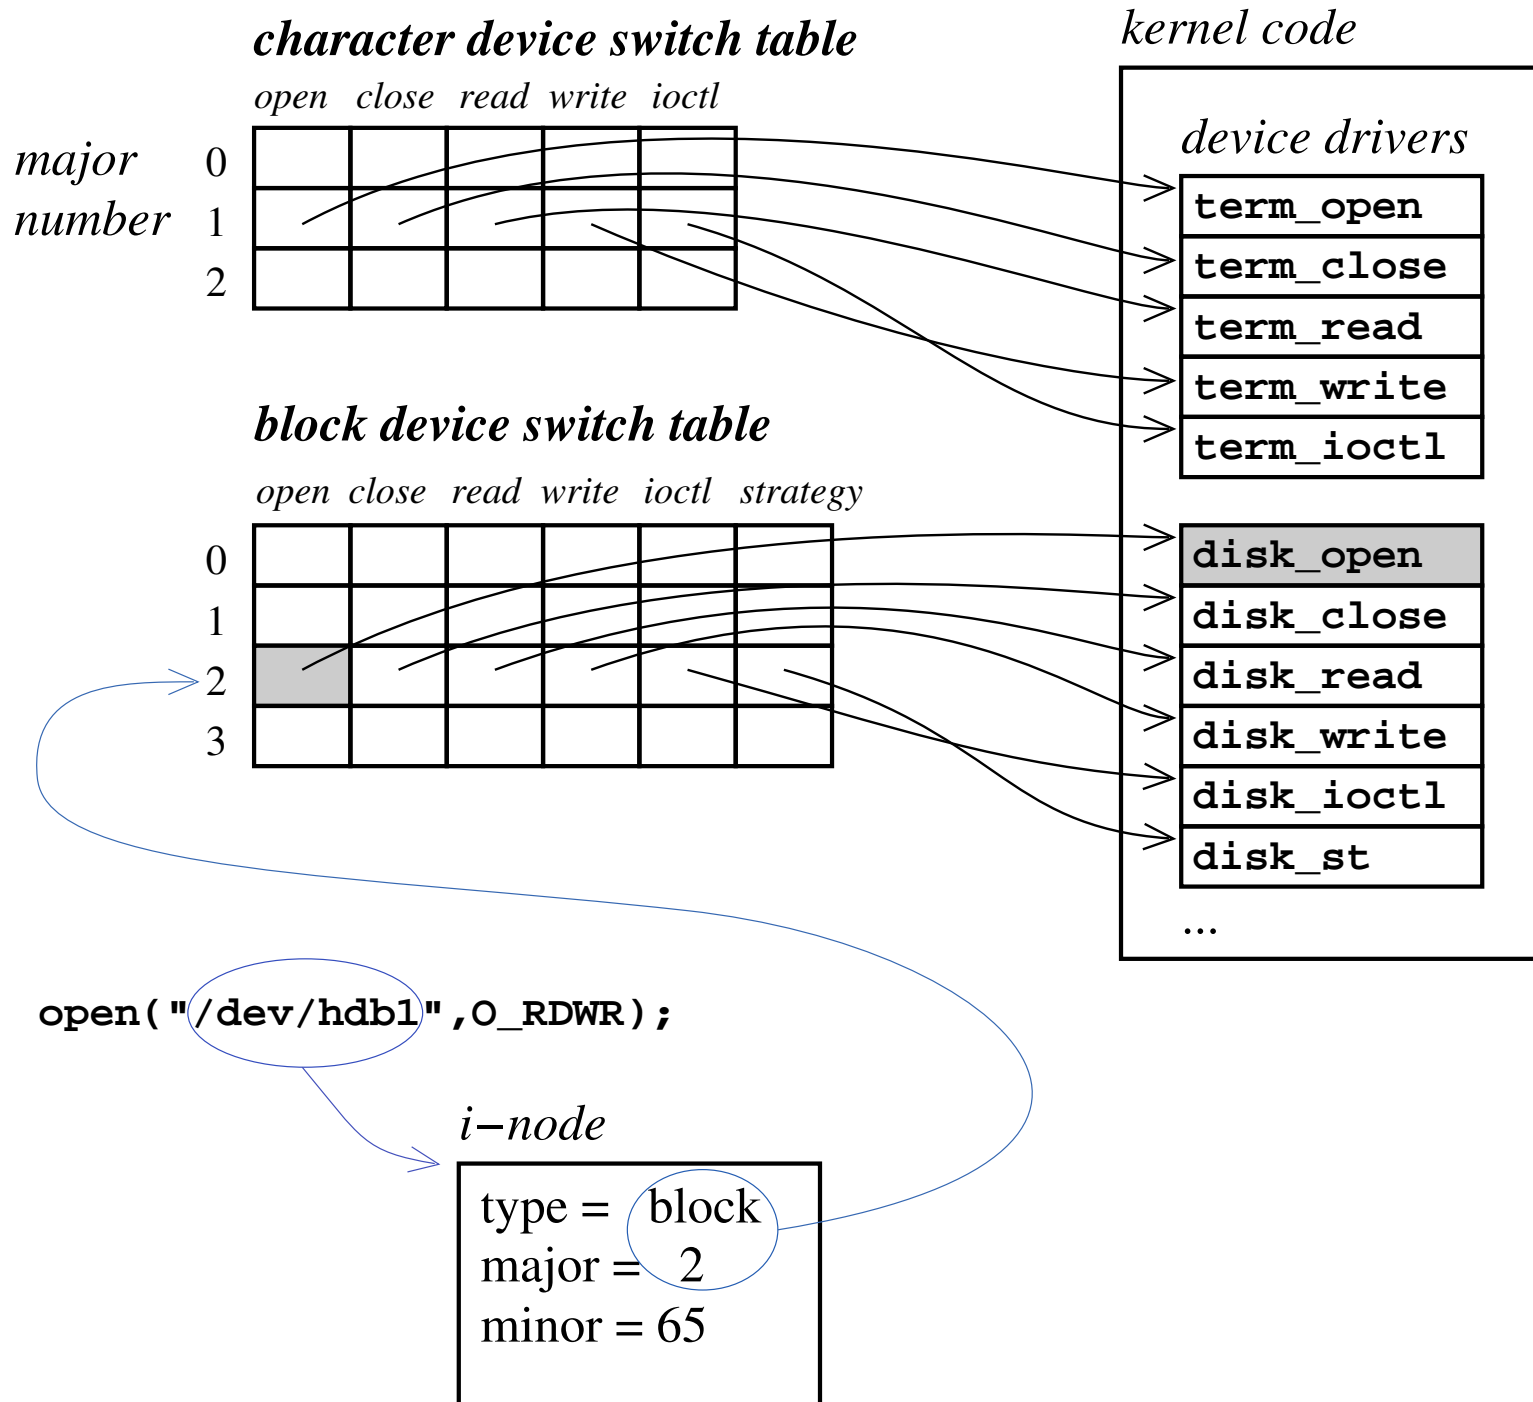 character device switch table
open close read write ioctl
major
number
0
1
2
block device switch table
open close read write ioctl strategy
0
1
2
3
kernel code
device drivers
term_open
term_close
term_read
term_write
term_ioctl
disk_open
disk_close
disk_read
disk_write
disk_ioctl
disk_st
...
open("/dev/hdb1",O_RDWR);
i−node
type = block
major = 2
minor = 65